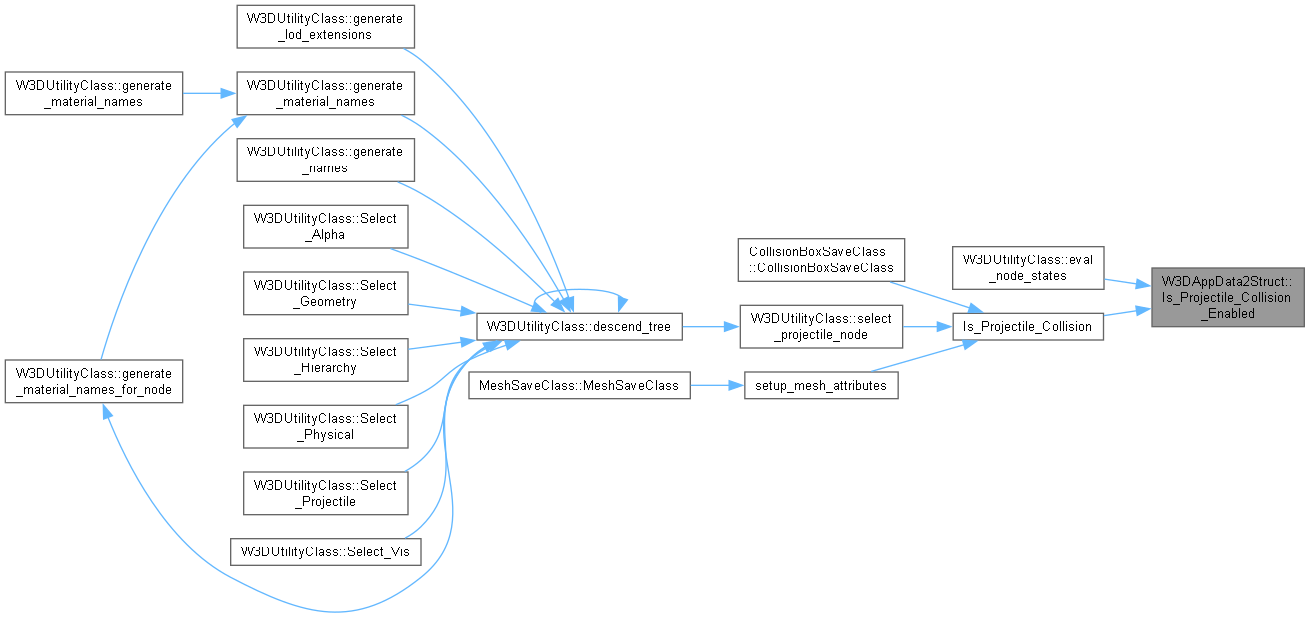 W3DUtilityClass::generate
_lod_extensions
W3DUtilityClass::generate
_material_names
W3DUtilityClass::generate
_material_names
W3DUtilityClass::generate
_names
W3DUtilityClass::Select
_Alpha
W3DUtilityClass::Select
_Geometry
W3DUtilityClass::Select
_Hierarchy
W3DUtilityClass::generate
_material_names_for_node
W3DUtilityClass::Select
_Physical
W3DUtilityClass::Select
_Projectile
W3DUtilityClass::Select_Vis
W3DUtilityClass::descend_tree
MeshSaveClass::MeshSaveClass
CollisionBoxSaveClass
::CollisionBoxSaveClass
W3DUtilityClass::select
_projectile_node
setup_mesh_attributes
W3DUtilityClass::eval
_node_states
Is_Projectile_Collision
W3DAppData2Struct::
Is_Projectile_Collision
_Enabled